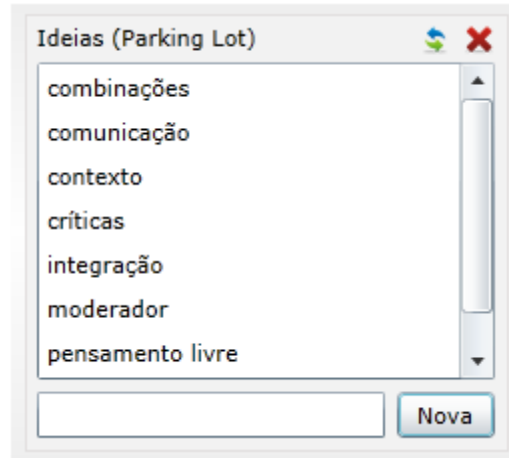 Ideias (Parking Lot)
combinações
comunicação
contexto
críticas
integração
moderador
pensamento livre
Nova